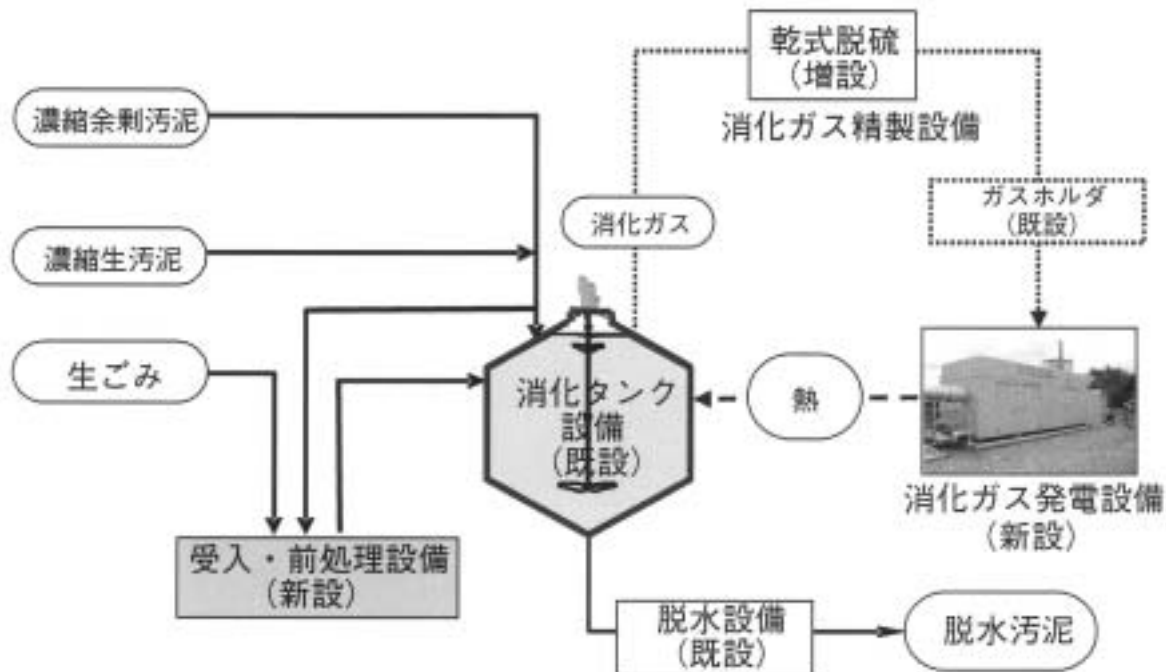 乾式脱硫
(増設)
消化ガス精製設備
濃縮余剰汚泥
ガスホルダ
(既設)
消化ガス
濃縮生汚泥
生ごみ
消化タンク
設備
(既設)
熱
消化ガス発電設備
(新設)
受入・前処理設備
(新設)
脱水設備
(既設)
脱水汚泥